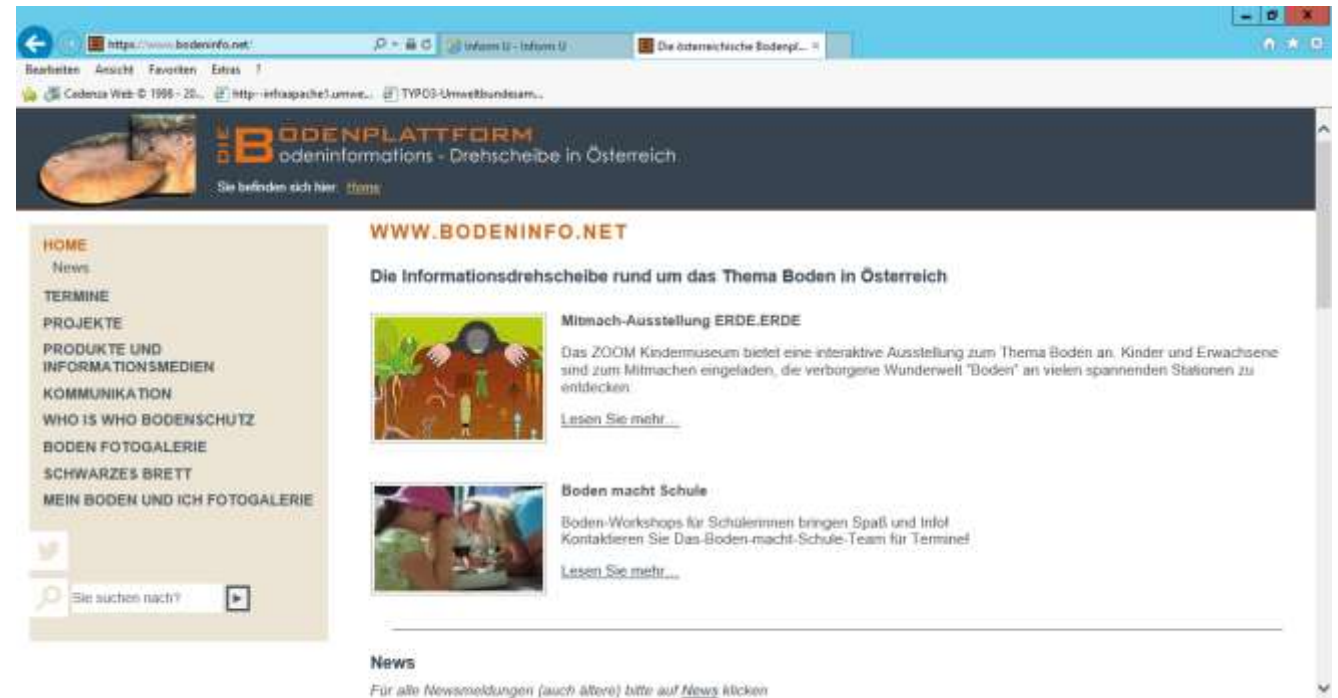 https://www.bodeninfo.net/
Inform U - Inform U
Die österreichische Bodenpl...
Bearbeiten Ansicht Favoriten Extras ?
Cadenza Web © 1998 - 20... http--infraapache1.umwe... TYPO3-Umweltbundesam...
DIE BODENPLATTFORM
Bodeninformations - Drehscheibe in Österreich
Sie befinden sich hier: Home
HOME
News
TERMINE
PROJEKTE
PRODUKTE UND
INFORMATIONSMEDIEN
KOMMUNIKATION
WHO IS WHO BODENSCHUTZ
BODEN FOTOGALERIE
SCHWARZES BRETT
MEIN BODEN UND ICH FOTOGALERIE
Sie suchen nach?
WWW.BODENINFO.NET
Die Informationsdrehscheibe rund um das Thema Boden in Österreich
Mitmach-Ausstellung ERDE.ERDE
Das ZOOM Kindermuseum bietet eine interaktive Ausstellung zum Thema Boden an. Kinder und Erwachsene
sind zum Mitmachen eingeladen, die verborgene Wunderwelt "Boden" an vielen spannenden Stationen zu
entdecken.
Lesen Sie mehr...
Boden macht Schule
Boden-Workshops für SchülerInnen bringen Spaß und Info!
Kontaktieren Sie Das-Boden-macht-Schule-Team für Termine!
Lesen Sie mehr...
News
Für alle Newsmeldungen (auch ältere) bitte auf News klicken